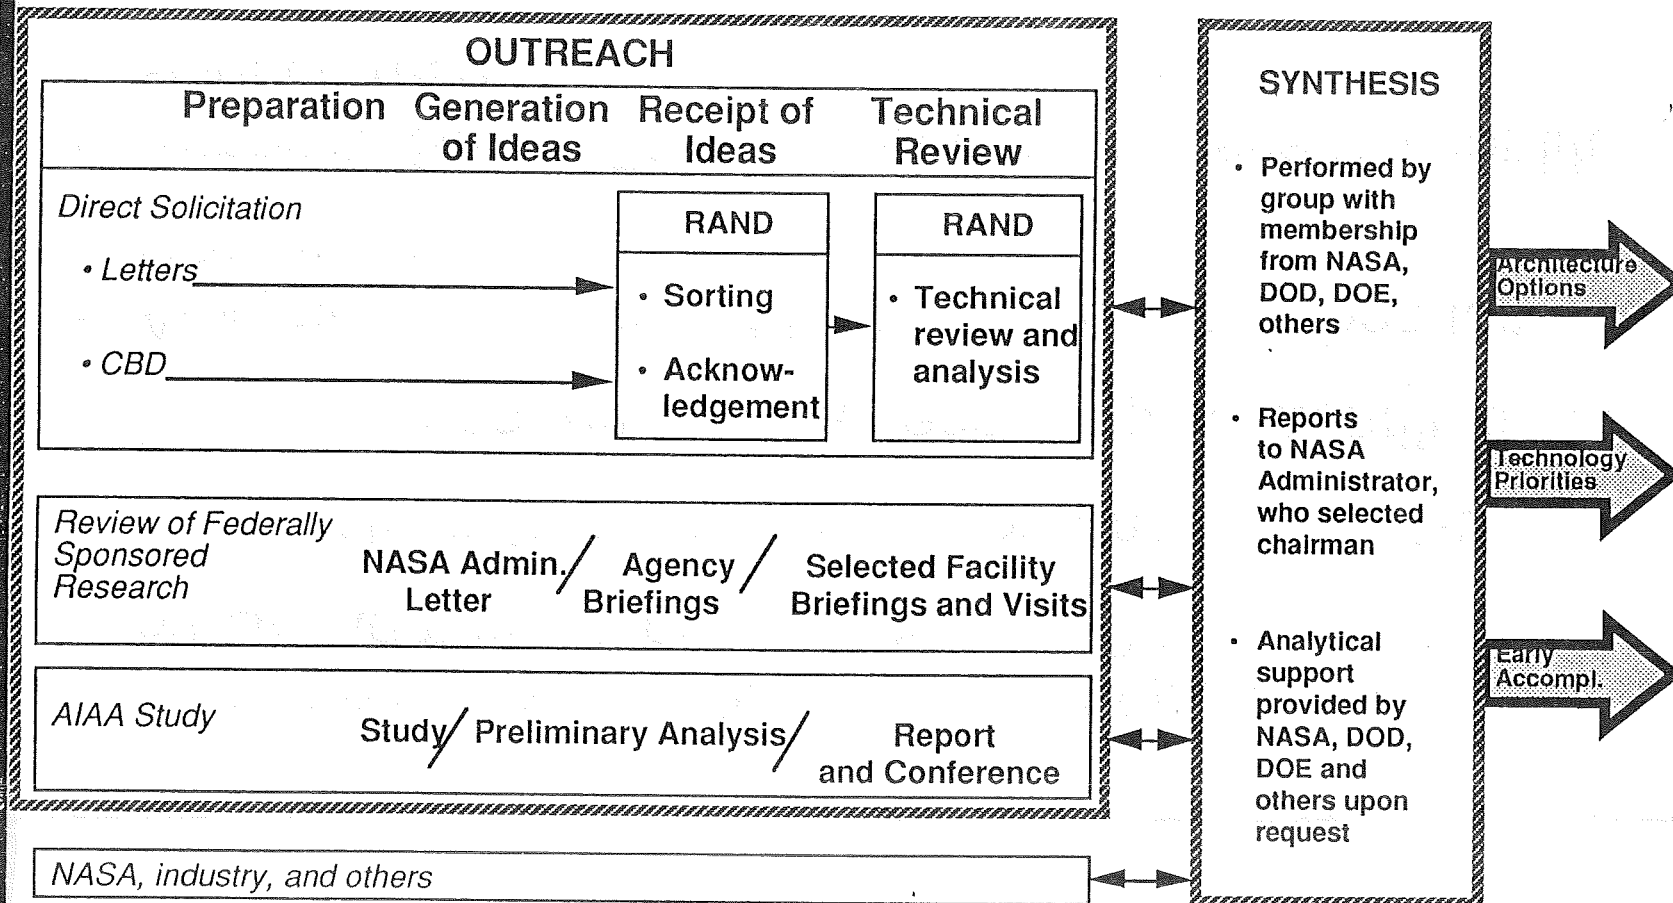 OUTREACH
Preparation
Generation
of Ideas
Receipt of
Ideas
Technical
Review
Direct Solicitation
• Letters
• CBD
RAND
• Sorting
• Acknow-
ledgement
RAND
• Technical
review and
analysis
Review of Federally
Sponsored
Research
NASA Admin.
Letter
/
Agency
Briefings
/
Selected Facility
Briefings and Visits
AIAA Study
Study
/
Preliminary Analysis
/
Report
and Conference
NASA, industry, and others
SYNTHESIS
• Performed by
group with
membership
from NASA,
DOD, DOE,
others
• Reports
to NASA
Administrator,
who selected
chairman
• Analytical
support
provided by
NASA, DOD,
DOE and
others upon
request
Architecture
Options
Technology
Priorities
Early
Accompl.